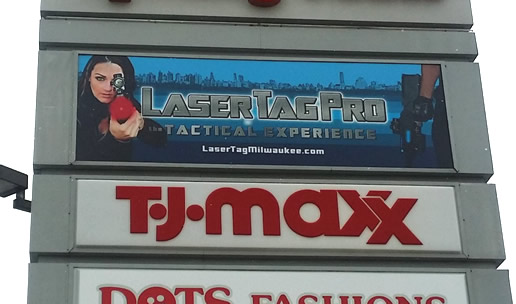 LASERTAGPRO
the TACTICAL EXPERIENCE
LaserTagMilwaukee.com
T·J·maxx
DOTS FASHIONS